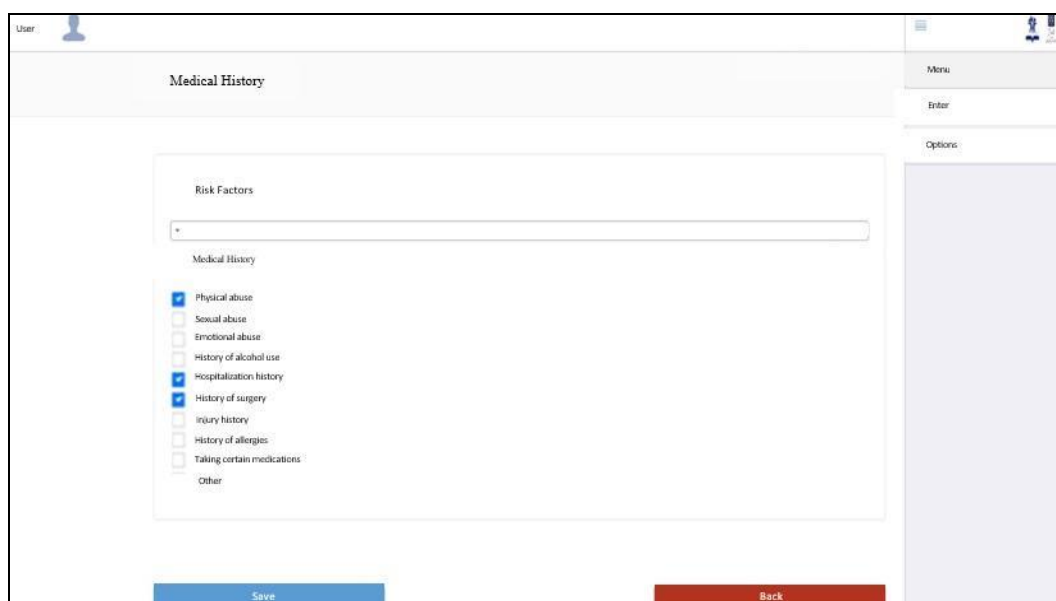 User
Menu
Medical History
Enter
Options
Risk Factors
*
Medical History
Physical abuse
Sexual abuse
Emotional abuse
History of alcohol use
Hospitalization history
History of surgery
Injury history
History of allergies
Taking certain medications
Other
Save
Back